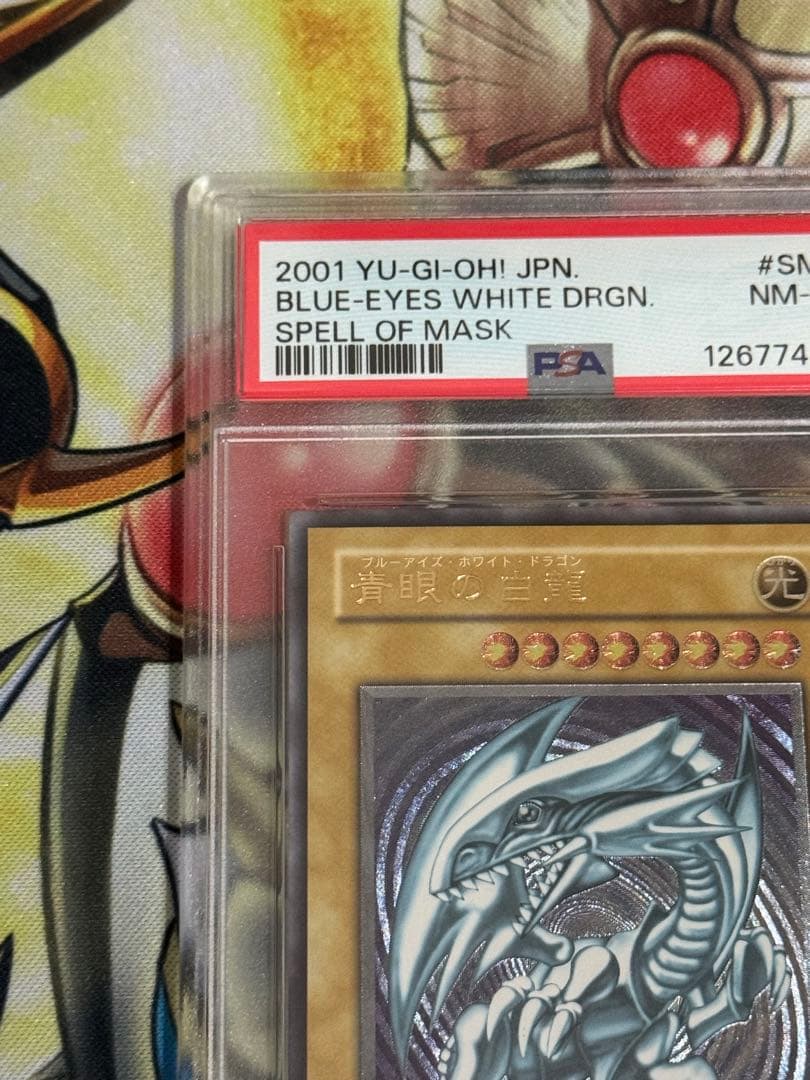 2001 YU-GI-OH! JPN. #SM
BLUE-EYES WHITE DRGN. NM-
SPELL OF MASK
PSA 126774
ブルーアイズ・ホワイト・ドラゴン
青眼の白龍
光